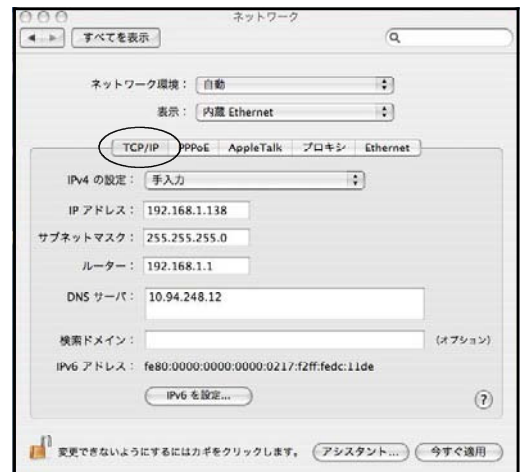 ネットワーク
すべてを表示
ネットワーク環境： 自動
表示： 内蔵 Ethernet
TCP/IP PPPoE AppleTalk プロキシ Ethernet
IPv4 の設定： 手入力
IP アドレス： 192.168.1.138
サブネットマスク： 255.255.255.0
ルーター： 192.168.1.1
DNS サーバ： 10.94.248.12
検索ドメイン： (オプション)
IPv6 アドレス： fe80:0000:0000:0000:0217:f2ff:fedc:11de
IPv6 を設定... ?
変更できないようにするにはカギをクリックします。 アシスタント... 今すぐ適用